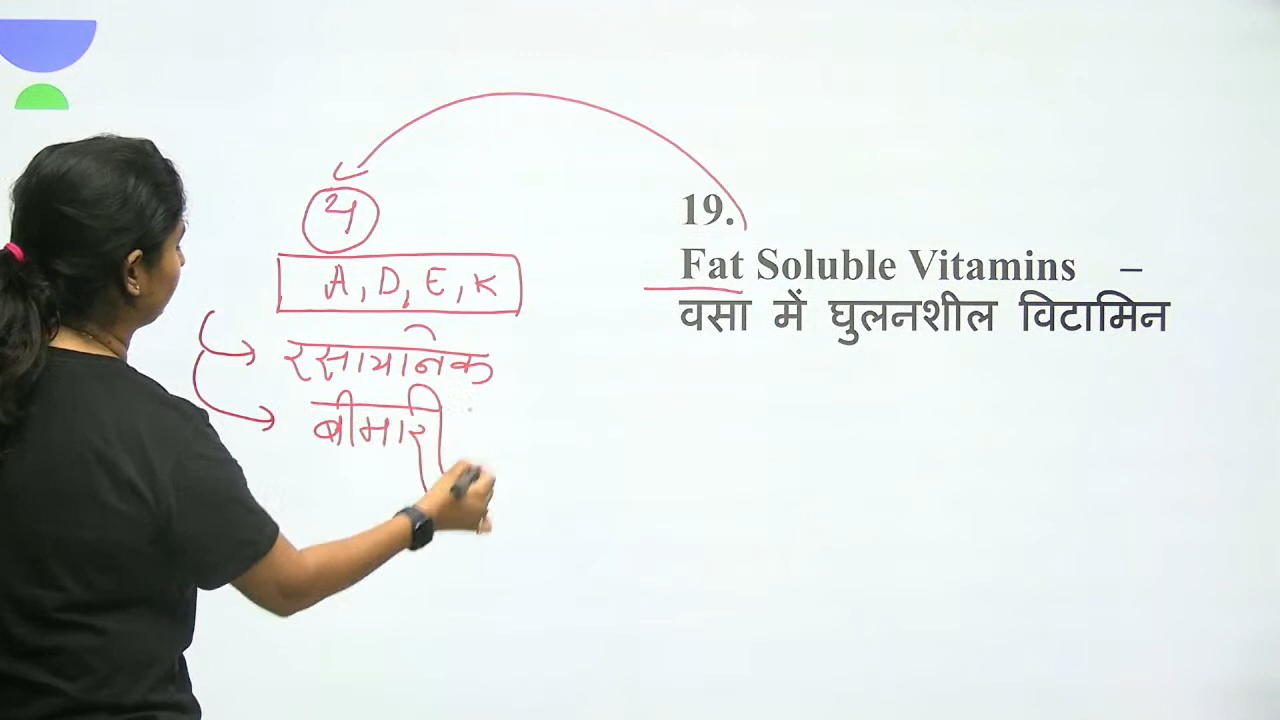 4
A, D, E, K
रसायनिक
बीमारी
19.
Fat Soluble Vitamins –
वसा में घुलनशील विटामिन